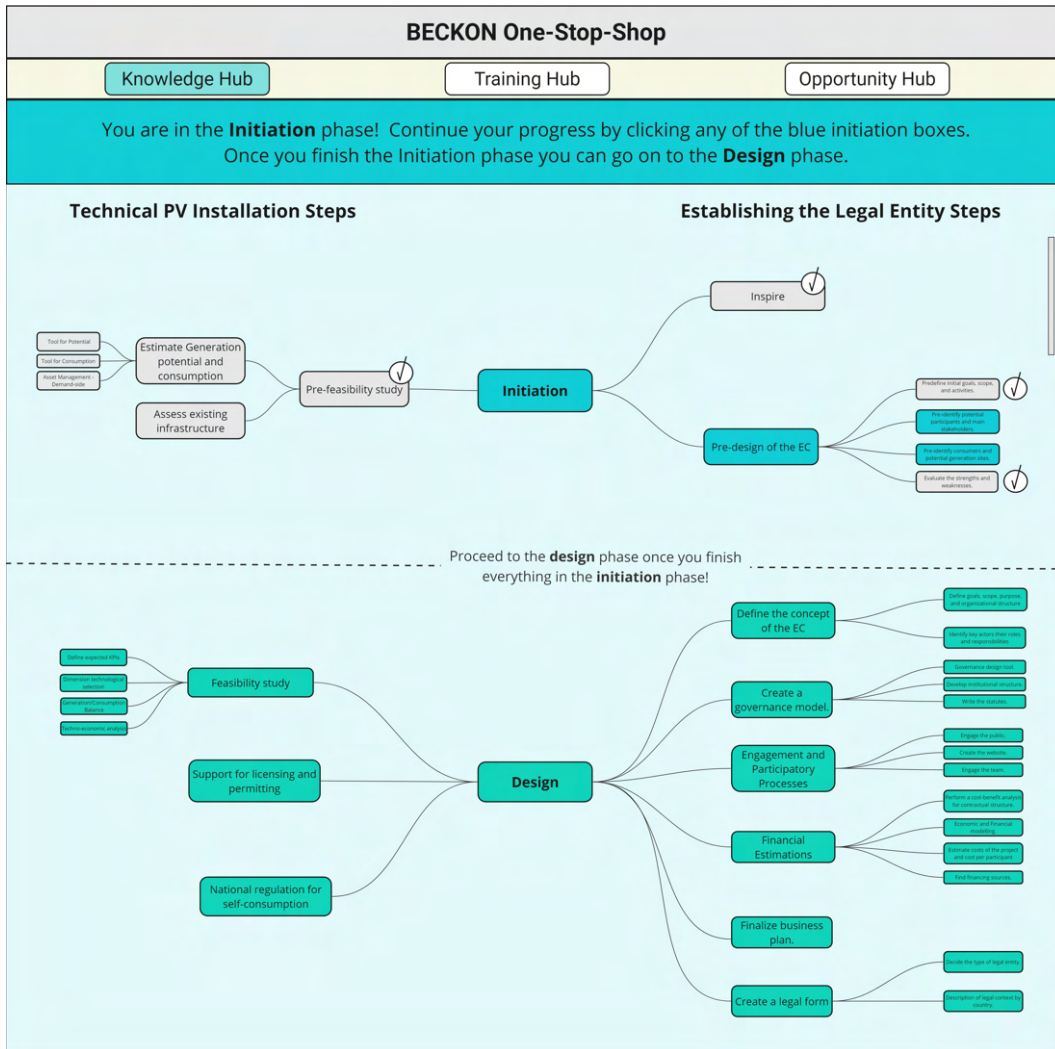 BECKON One-Stop-Shop
Knowledge Hub
Training Hub
Opportunity Hub
You are in the Initiation phase! Continue your progress by clicking any of the blue initiation boxes.
Once you finish the Initiation phase you can go on to the Design phase.
Technical PV Installation Steps
Establishing the Legal Entity Steps
Tool for Potential
Tool for Consumption
Asset Management -
Demand-side
Estimate Generation
potential and
consumption
Assess existing
infrastructure
Pre-feasibility study
Initiation
Inspire
Pre-design of the EC
Predefine initial goals, scope,
and activities.
Pre-identify potential
participants and main
stakeholders.
Pre-identify consumers and
potential generation sites.
Evaluate the strengths and
weaknesses.
Proceed to the design phase once you finish
everything in the initiation phase!
Define expected KPIs
Dimension technological
selection
Generation/Consumption
Balance
Techno-economic analysis
Feasibility study
Support for licensing and
permitting
National regulation for
self-consumption
Design
Define the concept
of the EC
Define goals, scope, purpose,
and organizational structure
Identify key actors their roles
and responsibilities
Create a
governance model.
Governance design tool.
Develop institutional structure
Write the statutes.
Engagement and
Participatory
Processes
Engage the public.
Create the website.
Engage the team.
Financial
Estimations
Perform a cost-benefit analysis
for contractual structure.
Economic and Financial
modelling.
Estimate costs of the project
and cost-per participant
Find financing sources.
Finalize business
plan.
Create a legal form
Decide the type of legal entity.
Description of legal context by
country.